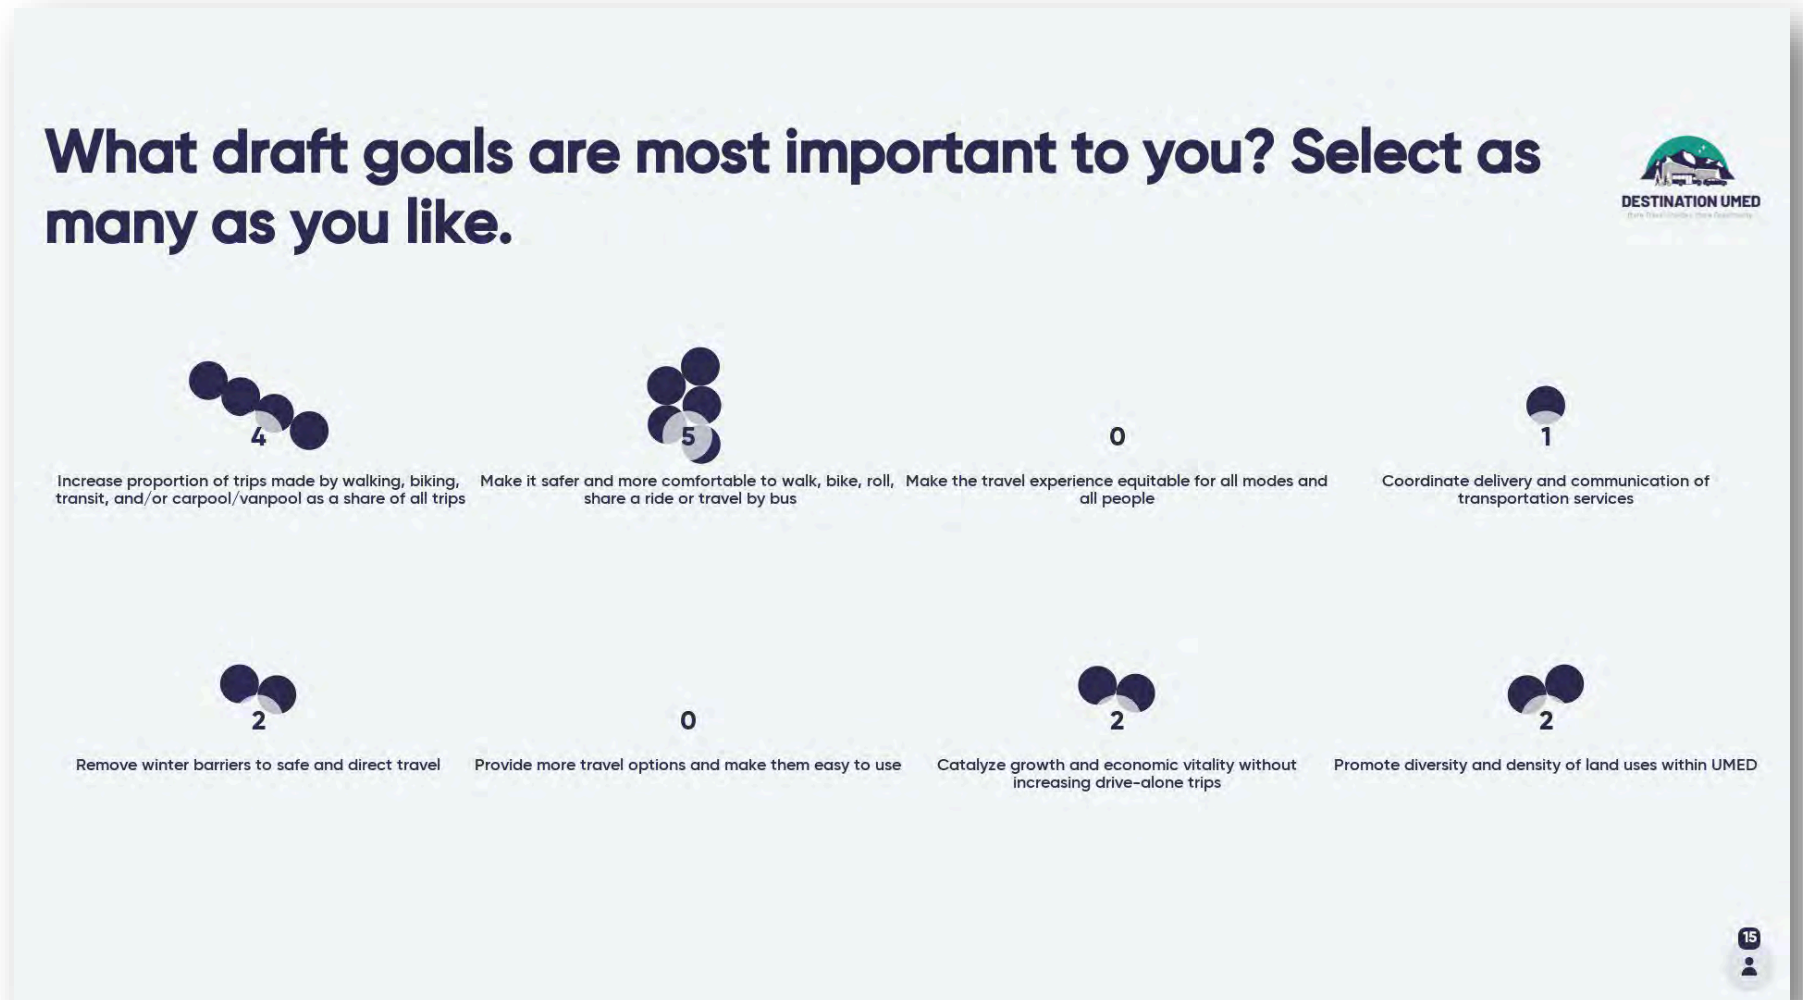 What draft goals are most important to you? Select as
many as you like.
DESTINATION UMED
4
Increase proportion of trips made by walking, biking,
transit, and/or carpool/vanpool as a share of all trips
5
Make it safer and more comfortable to walk, bike, roll,
share a ride or travel by bus
0
Make the travel experience equitable for all modes and
all people
1
Coordinate delivery and communication of
transportation services
2
Remove winter barriers to safe and direct travel
0
Provide more travel options and make them easy to use
2
Catalyze growth and economic vitality without
increasing drive-alone trips
2
Promote diversity and density of land uses within UMED
15